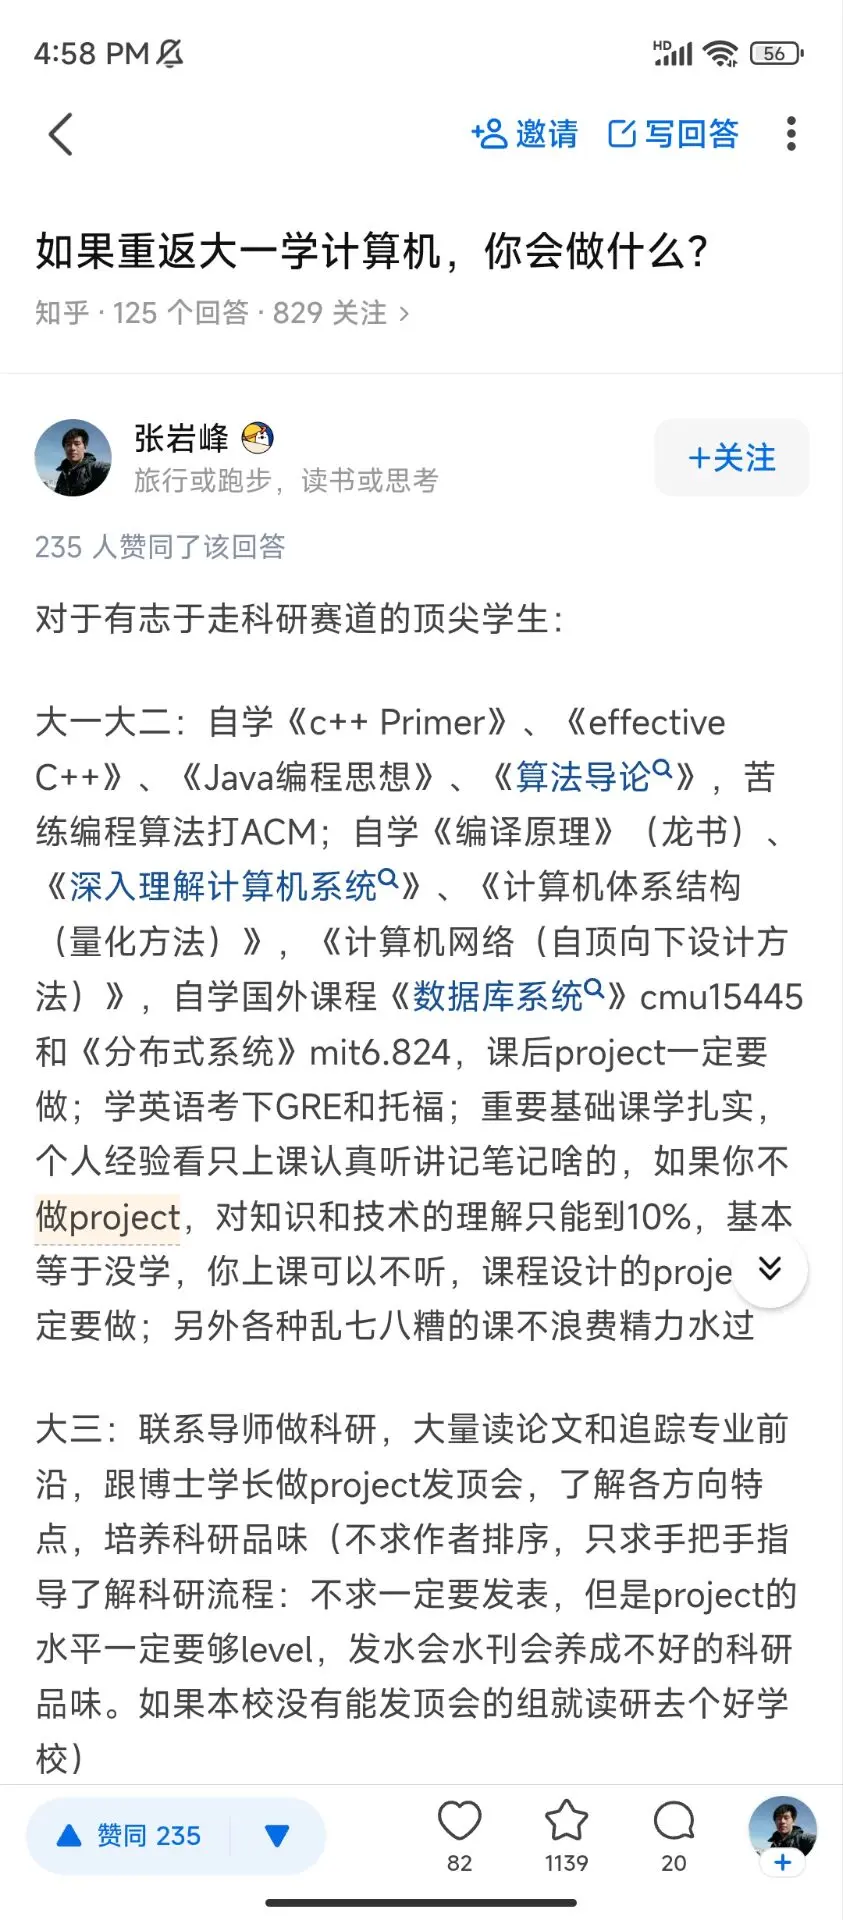 4:58 PM
HD
56
邀请
写回答
如果重返大一学计算机，你会做什么？
知乎 · 125 个回答 · 829 关注 >
张岩峰
旅行或跑步，读书或思考
+关注
235 人赞同了该回答
对于有志于走科研赛道的顶尖学生：
大一大二：自学《c++ Primer》、《effective
C++》、《Java编程思想》、《算法导论》，苦
练编程算法打ACM；自学《编译原理》（龙书）、
《深入理解计算机系统》、《计算机体系结构
（量化方法）》，《计算机网络（自顶向下设计方
法）》，自学国外课程《数据库系统》cmu15445
和《分布式系统》mit6.824，课后project一定要
做；学英语考下GRE和托福；重要基础课学扎实，
个人经验看只上课认真听讲记笔记啥的，如果你不
做project，对知识和技术的理解只能到10%，基本
等于没学，你上课可以不听，课程设计的proje
定要做；另外各种乱七八糟的课不浪费精力水过
大三：联系导师做科研，大量读论文和追踪专业前
沿，跟博士学长做project发顶会，了解各方向特
点，培养科研品味（不求作者排序，只求手把手指
导了解科研流程：不求一定要发表，但是project的
水平一定要够level，发水会水刊会养成不好的科研
品味。如果本校没有能发顶会的组就读研去个好学
校）
赞同 235
82
1139
20